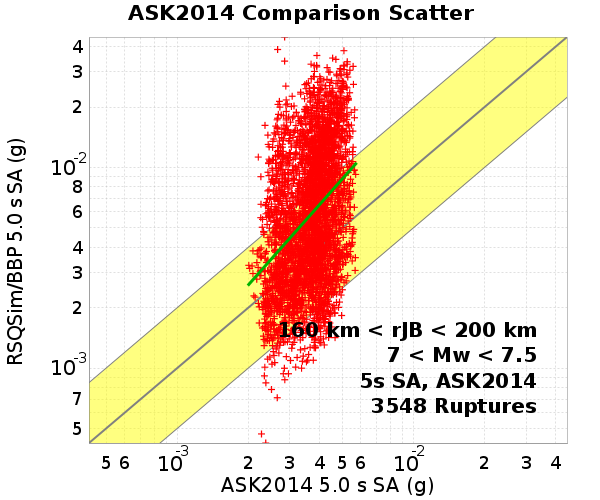 ASK2014 Comparison Scatter
RSQSim/BBP 5.0 s SA (g)
4
3
2
10-2
8
6
4
3
2
10-3
7
5
160 km < rJB < 200 km
7 < Mw < 7.5
5s SA, ASK2014
3548 Ruptures
5 6 10-3 2 3 4 5 6 10-2 2 3 4
ASK2014 5.0 s SA (g)